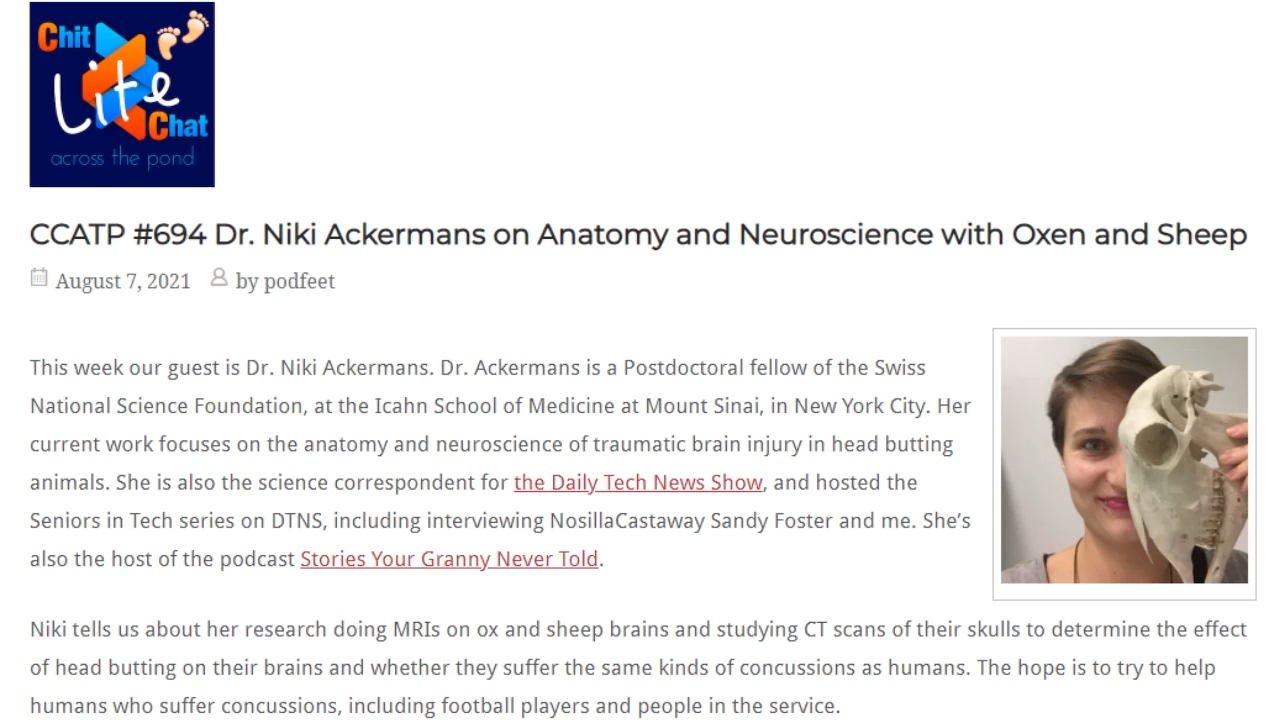 Chit
Lite
Chat
across the pond
CCATP #694 Dr. Niki Ackermans on Anatomy and Neuroscience with Oxen and Sheep
August 7, 2021 by podfeet
This week our guest is Dr. Niki Ackermans. Dr. Ackermans is a Postdoctoral fellow of the Swiss
National Science Foundation, at the Icahn School of Medicine at Mount Sinai, in New York City. Her
current work focuses on the anatomy and neuroscience of traumatic brain injury in head butting
animals. She is also the science correspondent for the Daily Tech News Show, and hosted the
Seniors in Tech series on DTNS, including interviewing NosillaCastaway Sandy Foster and me. She’s
also the host of the podcast Stories Your Granny Never Told.
Niki tells us about her research doing MRIs on ox and sheep brains and studying CT scans of their skulls to determine the effect
of head butting on their brains and whether they suffer the same kinds of concussions as humans. The hope is to try to help
humans who suffer concussions, including football players and people in the service.